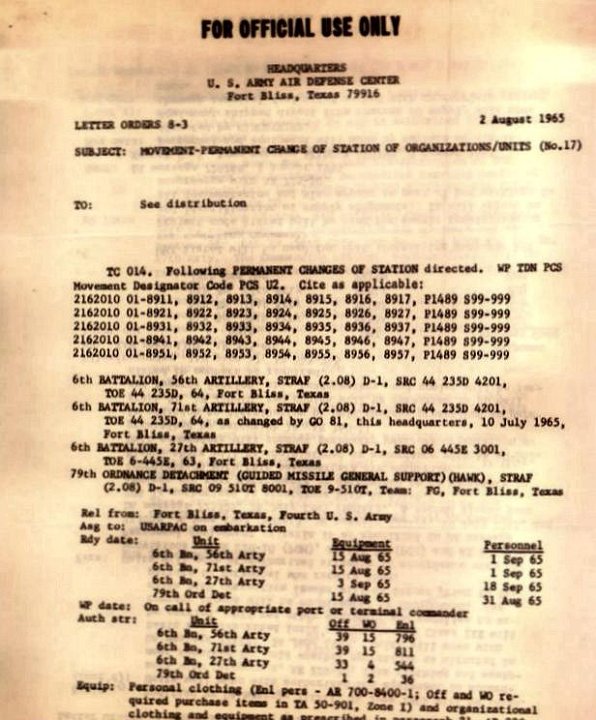 FOR OFFICIAL USE ONLY
HEADQUARTERS
U. S. ARMY AIR DEFENSE CENTER
Fort Bliss, Texas 79916
LETTER ORDERS 8-3 2 August 1965
SUBJECT: MOVEMENT-PERMANENT CHANGE OF STATION OF ORGANIZATIONS/UNITS (No.17)
TO: See distribution
TC 014. Following PERMANENT CHANGES OF STATION directed. WP TDN PCS
Movement Designator Code PCS U2. Cite as applicable:
2162010 01-8911, 8912, 8913, 8914, 8915, 8916, 8917, P1489 S99-999
2162010 01-8921, 8922, 8923, 8924, 8925, 8926, 8927, P1489 S99-999
2162010 01-8931, 8932, 8933, 8934, 8935, 8936, 8937, P1489 S99-999
2162010 01-8941, 8942, 8943, 8944, 8945, 8946, 8947, P1489 S99-999
2162010 01-8951, 8952, 8953, 8954, 8955, 8956, 8957, P1489 S99-999
6th BATTALION, 56th ARTILLERY, STRAF (2.08) D-1, SRC 44 235D 4201,
TOE 44 235D, 64, Fort Bliss, Texas
6th BATTALION, 71st ARTILLERY, STRAF (2.08) D-1, SRC 44 235D 4201,
TOE 44 235D, 64, as changed by GO 81, this headquarters, 10 July 1965,
Fort Bliss, Texas
6th BATTALION, 27th ARTILLERY, STRAF (2.08) D-1, SRC 06 445E 3001,
TOE 6-445E, 63, Fort Bliss, Texas
79th ORDNANCE DETACHMENT (GUIDED MISSILE GENERAL SUPPORT)(HAWK), STRAF
(2.08) D-1, SRC 09 510T 8001, TOE 9-510T, Team: FG, Fort Bliss, Texas
Rel from: Fort Bliss, Texas, Fourth U. S. Army
Asg to: USARPAC on embarkation
Rdy date: Unit Equipment Personnel
6th Bn, 56th Arty 15 Aug 65 1 Sep 65
6th Bn, 71st Arty 15 Aug 65 1 Sep 65
6th Bn, 27th Arty 3 Sep 65 18 Sep 65
79th Ord Det 15 Aug 65 31 Aug 65
WP date: On call of appropriate port or terminal commander
Auth str: Unit Off WO Enl
6th Bn, 56th Arty 39 15 796
6th Bn, 71st Arty 39 15 811
6th Bn, 27th Arty 33 4 544
79th Ord Det 1 2 36
Equip: Personal clothing (Enl pers - AR 700-8400-1; Off and WO re-
quired purchase items in TA 50-901, Zone I) and organizational
clothing and equipment as prescribed in